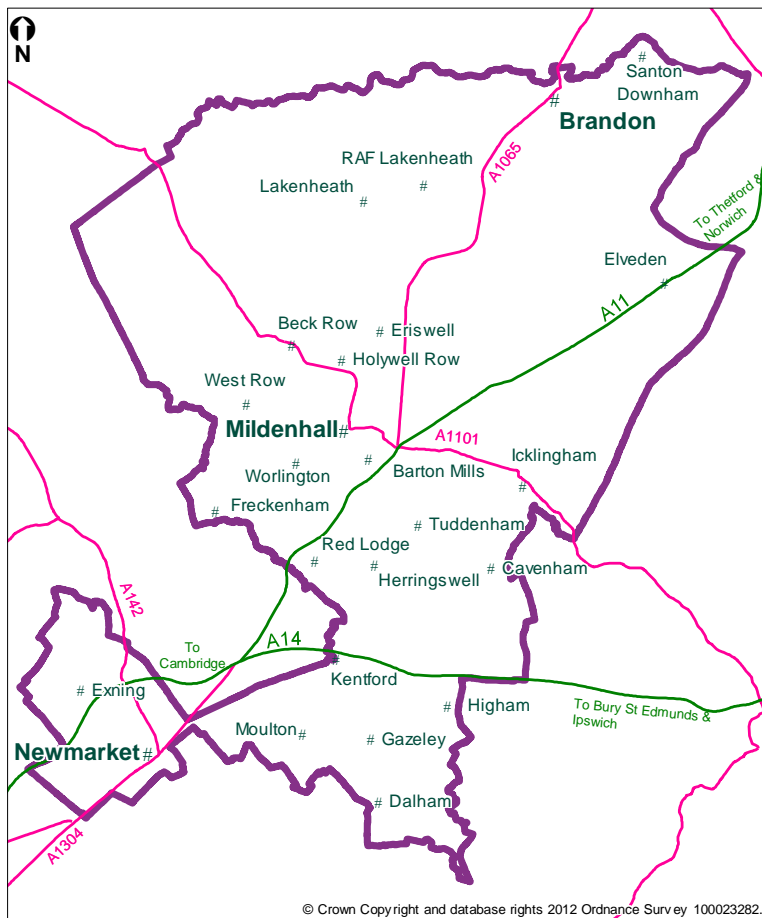 N
Santon
Downham
Brandon
RAF Lakenheath
A1065
Lakenheath
To Thetford &
Norwich
Elveden
A11
Beck Row
Eriswell
Holywell Row
West Row
Mildenhall
A1101
Icklingham
Barton Mills
Worlington
Freckenham
Tuddenham
Red Lodge
Cavenham
Herringswell
A142
To
Cambridge
A14
Kentford
Exning
Higham
To Bury St Edmunds &
Ipswich
Moulton
Gazeley
Newmarket
Dalham
A1304
© Crown Copyright and database rights 2012 Ordnance Survey 100023282.